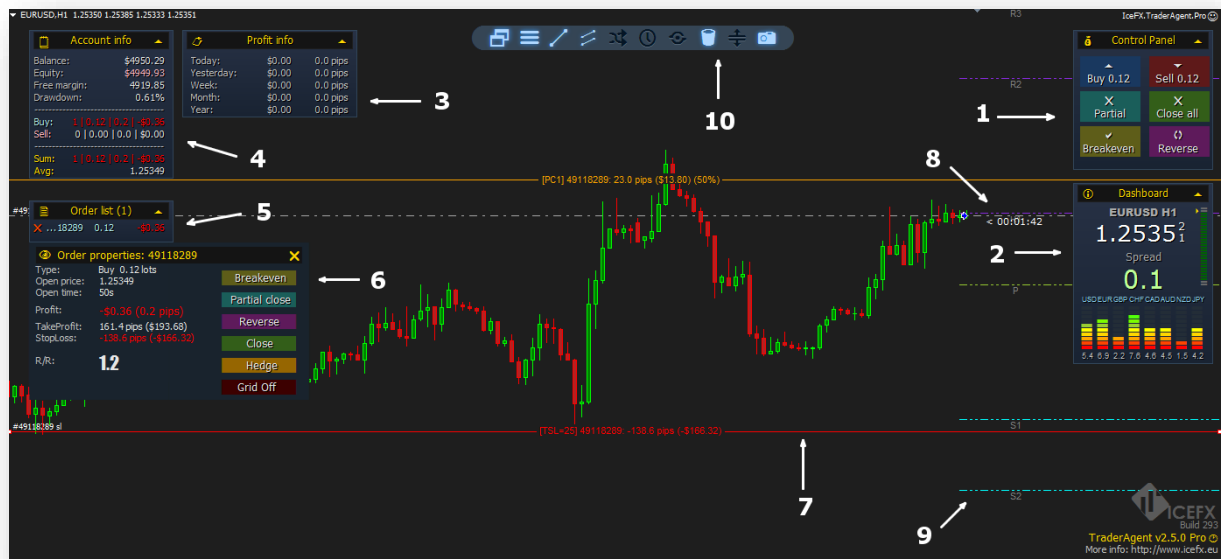 EURUSD,H1 1.25350 1.25385 1.25333 1.25351
IceFX.TraderAgent.Pro
R3
Account info
Balance: $4950.29
Equity: $4949.93
Free margin: 4919.85
Drawdown: 0.61%
Buy: 1 | 0.12 | 0.2 | -$0.36
Sell: 0 | 0.00 | 0.0 | $0.00
Sum: 1 | 0.12 | 0.2 | -$0.36
Avg: 1.25349
4
Profit info
Today: $0.00 0.0 pips
Yesterday: $0.00 0.0 pips
Week: $0.00 0.0 pips
Month: $0.00 0.0 pips
Year: $0.00 0.0 pips
3
10
Control Panel
Buy 0.12 Sell 0.12
Partial Close all
Breakeven Reverse
1
R2
8
[PC1] 49118289: 23.0 pips ($13.80) (50%)
#49
Order list (1)
...18289 0.12 -$0.36
5
< 00:01:42
Dashboard
EURUSD H1
1.2535 2 1
Spread
0.1
USD EUR GBP CHF CAD AUD NZD JPY
5.4 6.9 2.2 7.6 4.6 4.5 1.5 4.2
2
P
Order properties: 49118289
Type: Buy 0.12 lots
Open price: 1.25349
Open time: 50s
Profit: -$0.36 (0.2 pips)
TakeProfit: 161.4 pips ($193.68)
StopLoss: -138.6 pips (-$166.32)
R/R: 1.2
Breakeven
Partial close
Reverse
Close
Hedge
Grid Off
6
#49118289 sl
[TSL=25] 49118289: -138.6 pips (-$166.32)
S1
7
S2
9
ICEFX
Build 293
TraderAgent v2.5.0 Pro
More info: http://www.icefx.eu